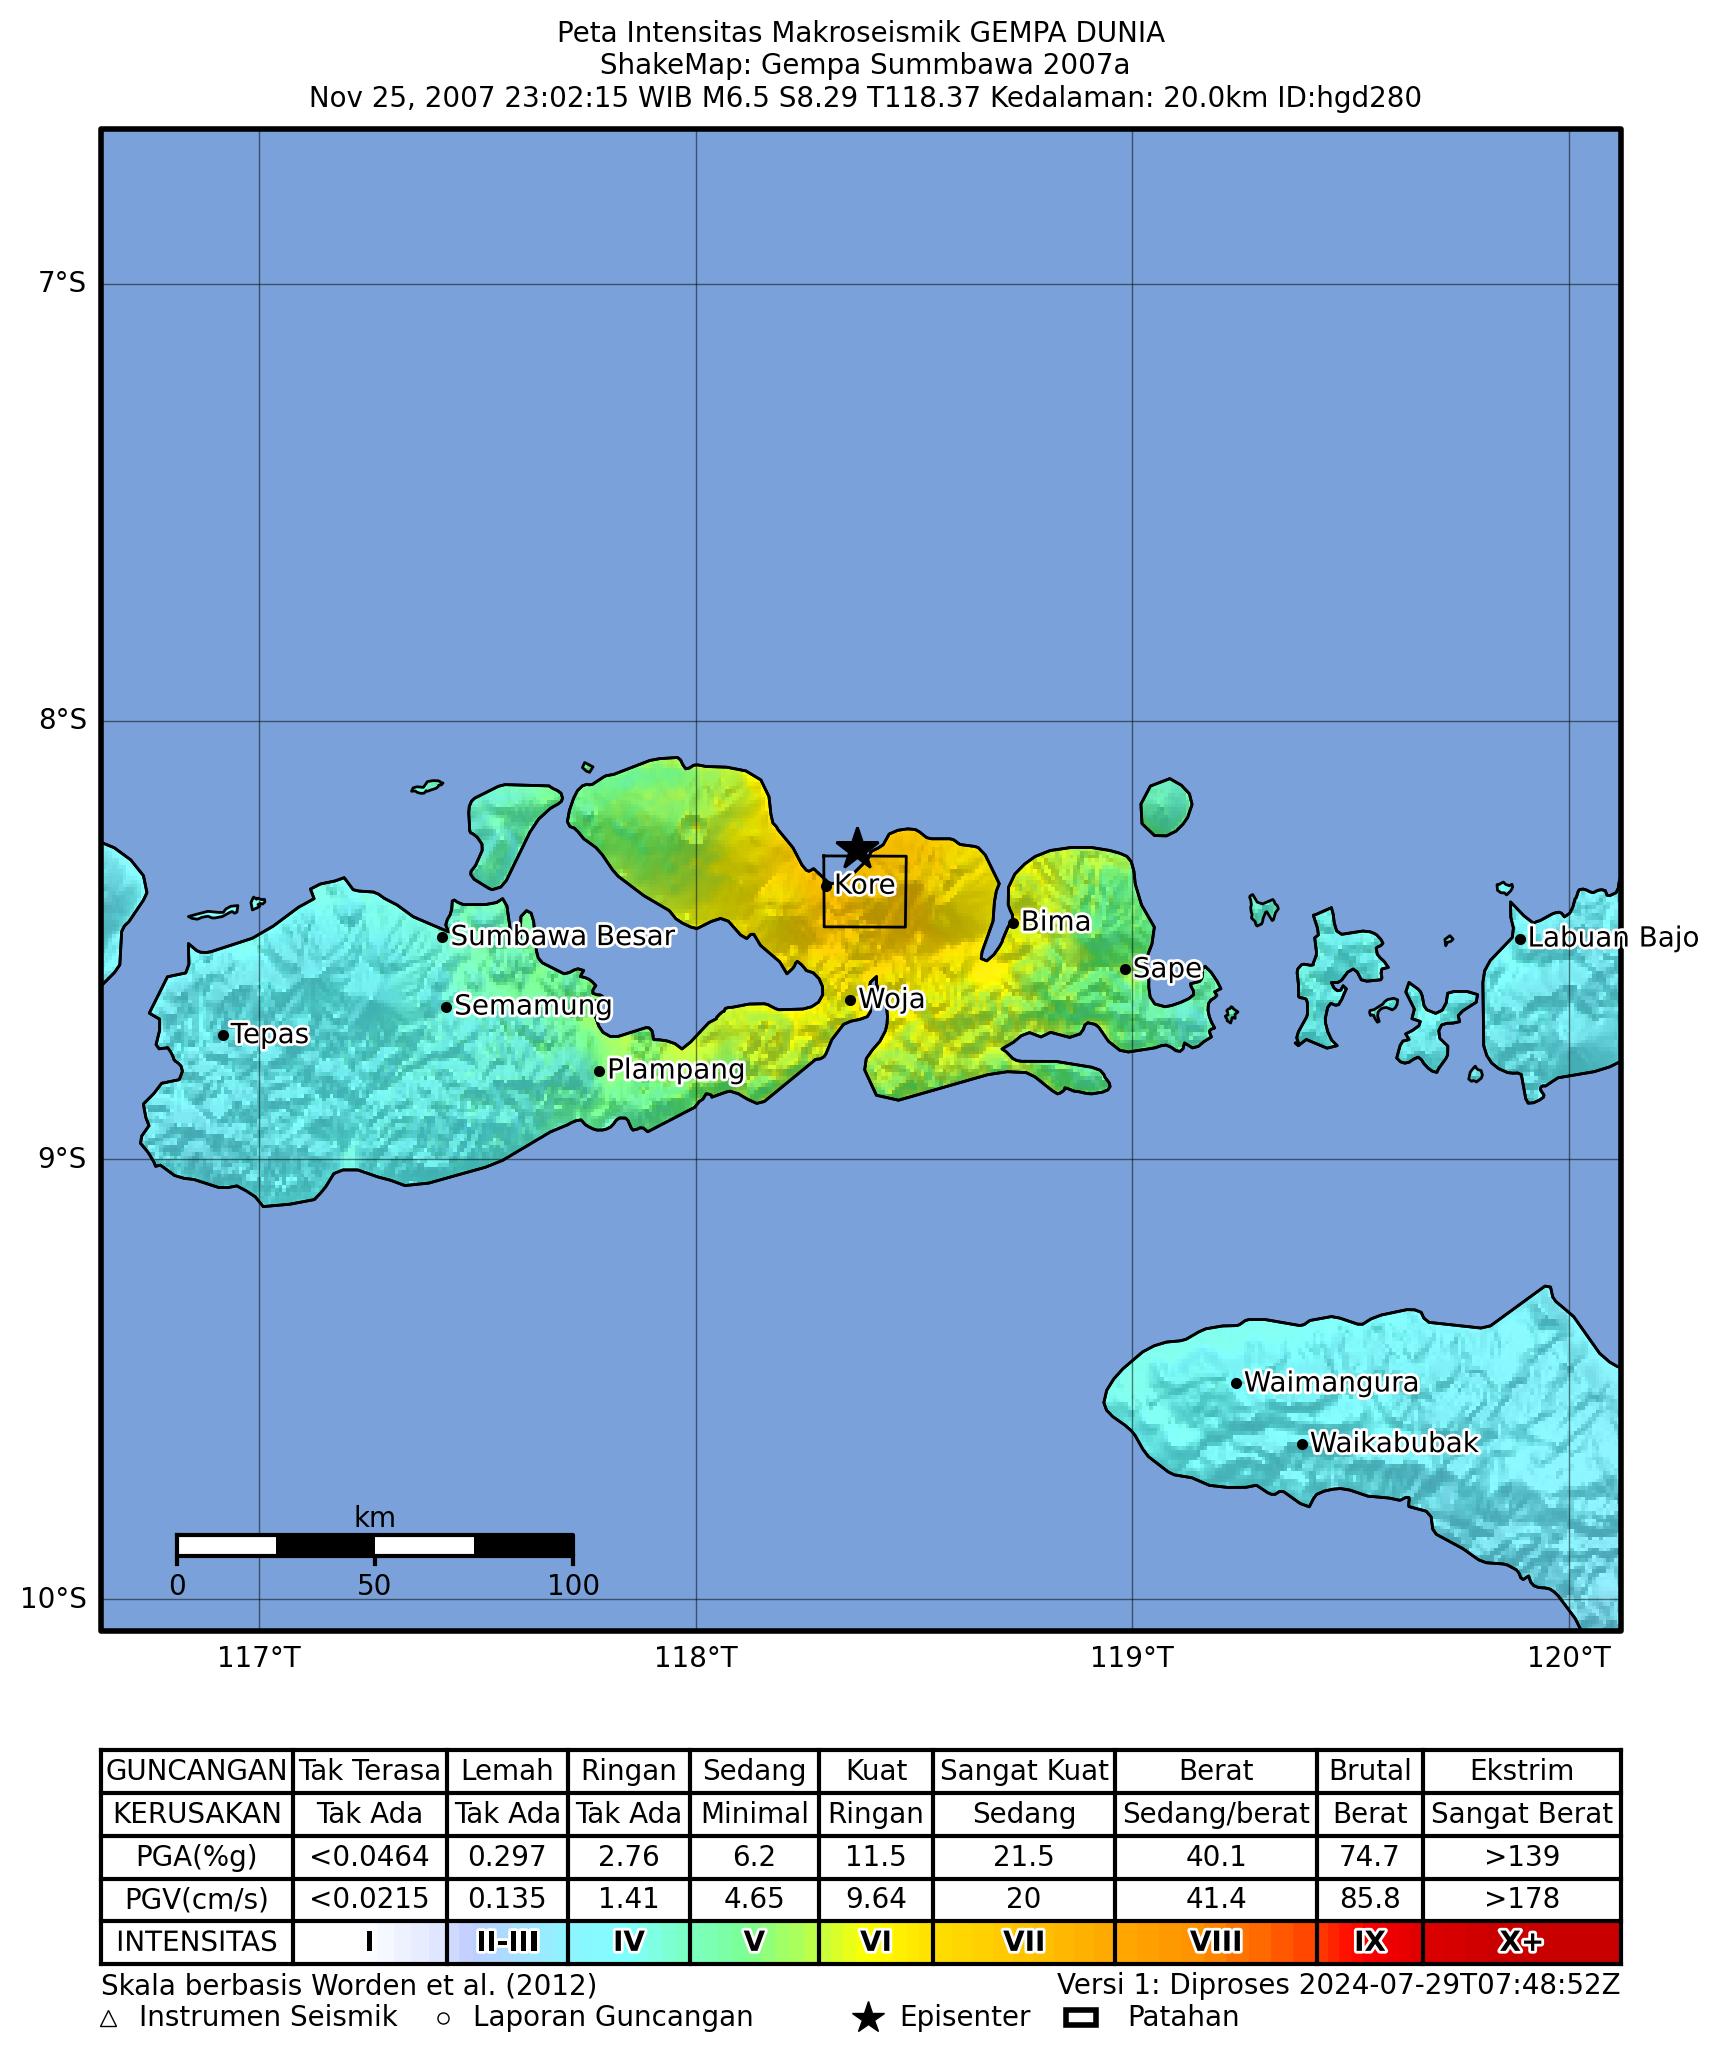 Peta Intensitas Makroseismik GEMPA DUNIA
ShakeMap: Gempa Summbawa 2007a
Nov 25, 2007 23:02:15 WIB M6.5 S8.29 T118.37 Kedalaman: 20.0km ID:hgd280
7°S
8°S
Kore
Bima
Sumbawa Besar
Labuan Bajo
Sape
Woja
Semamung
Tepas
Plampang
9°S
Waimangura
Waikabubak
km
0 50 100
10°S
117°T 118°T 119°T 120°T
GUNCANGAN Tak Terasa Lemah Ringan Sedang Kuat Sangat Kuat Berat Brutal Ekstrim
KERUSAKAN Tak Ada Tak Ada Tak Ada Minimal Ringan Sedang Sedang/berat Berat Sangat Berat
PGA(%g) <0.0464 0.297 2.76 6.2 11.5 21.5 40.1 74.7 >139
PGV(cm/s) <0.0215 0.135 1.41 4.65 9.64 20 41.4 85.8 >178
INTENSITAS I II-III IV V VI VII VIII IX X+
Skala berbasis Worden et al. (2012) Versi 1: Diproses 2024-07-29T07:48:52Z
Instrumen Seismik Laporan Guncangan Episenter Patahan